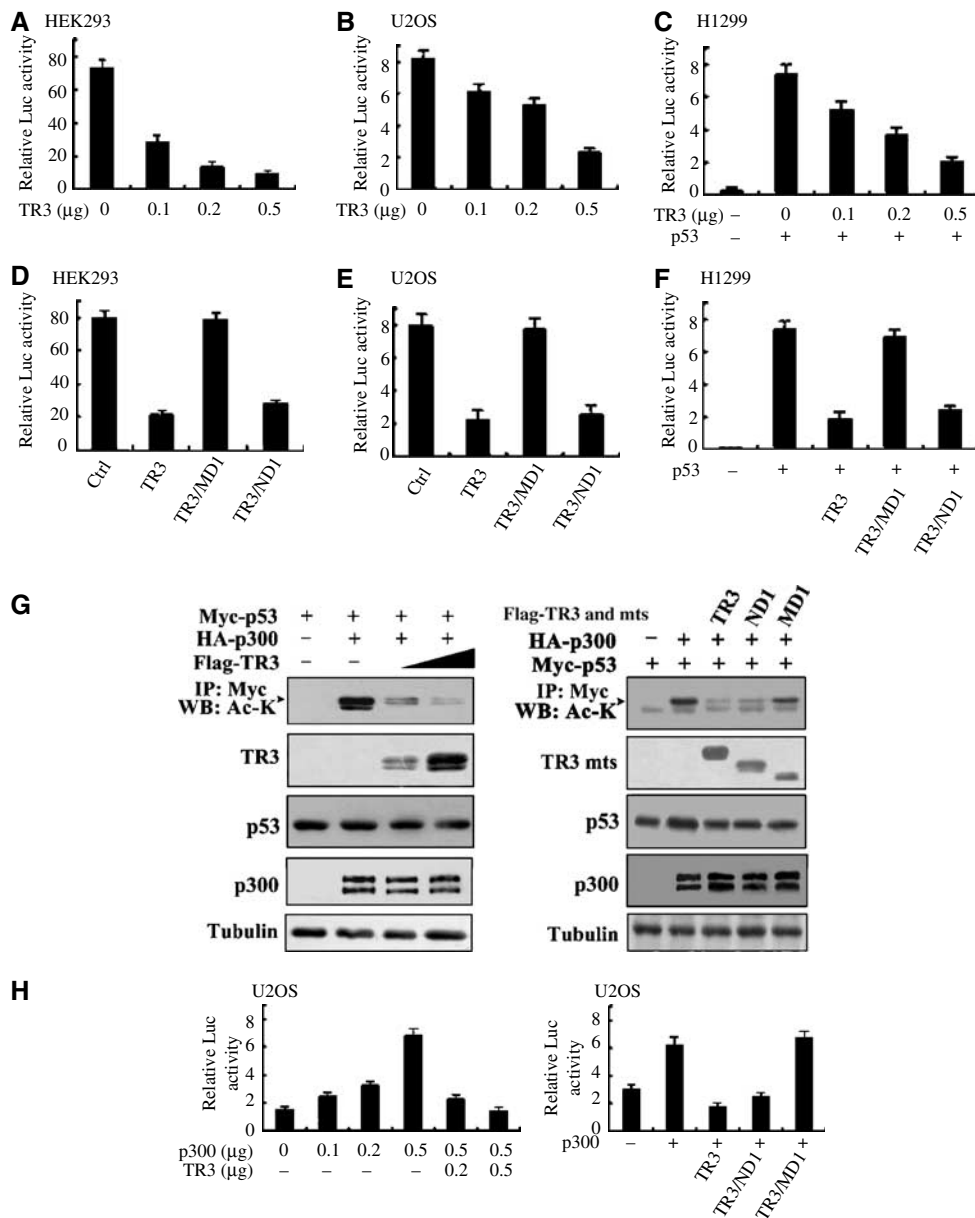 A HEK293
Relative Luc activity
80
60
40
20
0
TR3 (μg) 0 0.1 0.2 0.5
B U2OS
Relative Luc activity
8
6
4
2
0
TR3 (μg) 0 0.1 0.2 0.5
C H1299
Relative Luc activity
8
6
4
2
0
TR3 (μg) – 0 0.1 0.2 0.5
p53 – + + + +
D HEK293
Relative Luc activity
80
60
40
20
0
Ctrl TR3 TR3/MD1 TR3/ND1
E U2OS
Relative Luc activity
8
6
4
2
0
Ctrl TR3 TR3/MD1 TR3/ND1
F H1299
Relative Luc activity
8
6
4
2
0
p53 – + + + +
TR3 TR3/MD1 TR3/ND1
G
Myc-p53 + + + +
HA-p300 – + + +
Flag-TR3 – –
IP: Myc
WB: Ac-K
TR3
p53
p300
Tubulin
Flag-TR3 and mts TR3 ND1 MD1
HA-p300 – + + + +
Myc-p53 + + + + +
IP: Myc
WB: Ac-K
TR3 mts
p53
p300
Tubulin
H
U2OS
Relative Luc
activity
8
6
4
2
0
p300 (μg) 0 0.1 0.2 0.5 0.5 0.5
TR3 (μg) – – – – 0.2 0.5
U2OS
Relative Luc
activity
8
6
4
2
0
p300 – + + + +
TR3 TR3/ND1 TR3/MD1